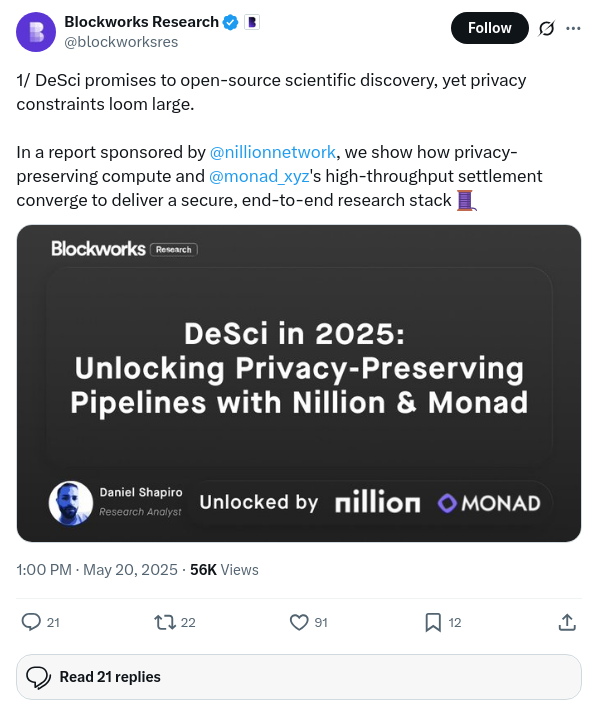 Blockworks Research
@blockworksres
Follow
1/ DeSci promises to open-source scientific discovery, yet privacy
constraints loom large.
In a report sponsored by @nillionnetwork, we show how privacy-
preserving compute and @monad_xyz's high-throughput settlement
converge to deliver a secure, end-to-end research stack 🧵
Blockworks Research
DeSci in 2025:
Unlocking Privacy-Preserving
Pipelines with Nillion & Monad
Daniel Shapiro
Research Analyst
Unlocked by nillion MONAD
1:00 PM · May 20, 2025 · 56K Views
21 22 91 12
Read 21 replies